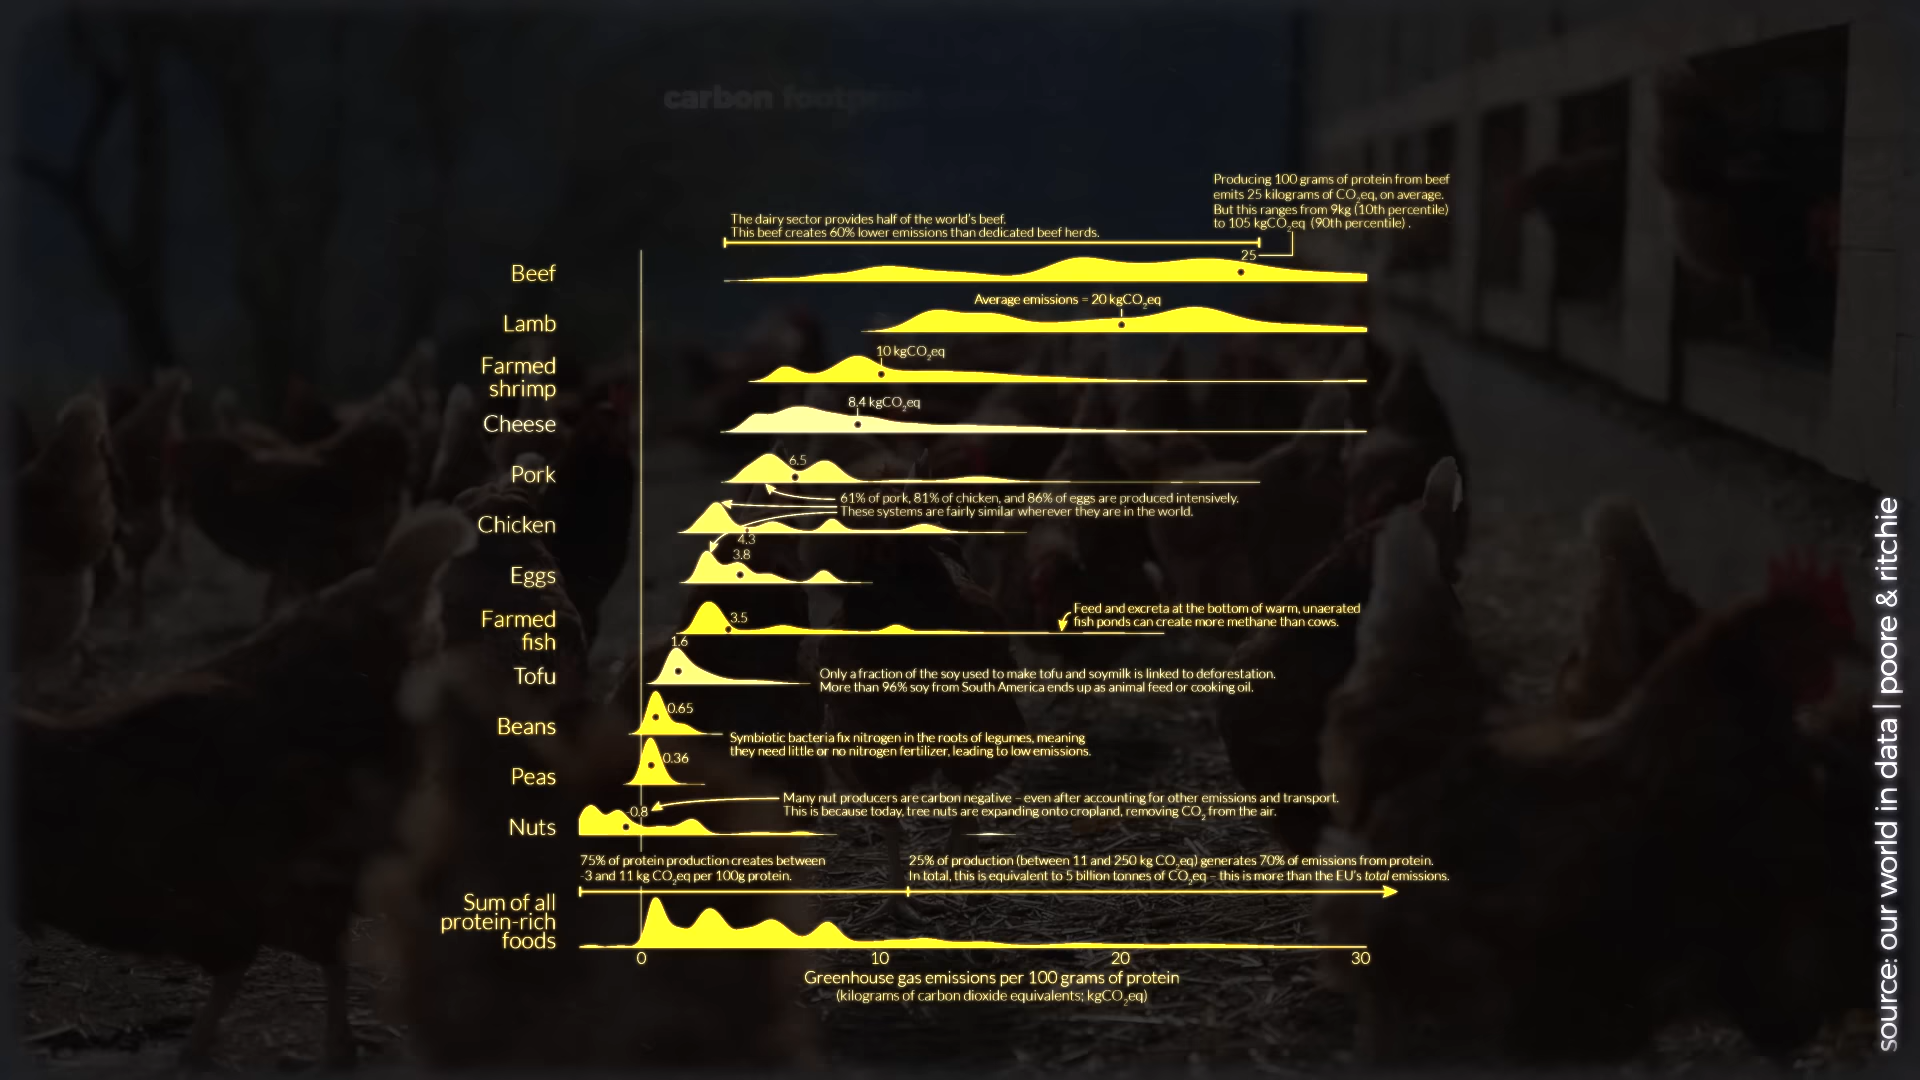 carbon
Producing 100 grams of protein from beef
emits 25 kilograms of CO₂eq, on average.
But this ranges from 9kg (10th percentile)
to 105 kgCO₂eq (90th percentile) .
The dairy sector provides half of the world's beef.
This beef creates 60% lower emissions than dedicated beef herds.
25
Beef
Average emissions = 20 kgCO₂eq
Lamb
10 kgCO₂eq
Farmed
shrimp
8.4 kgCO₂eq
Cheese
6.5
Pork
61% of pork, 81% of chicken, and 86% of eggs are produced intensively.
These systems are fairly similar wherever they are in the world.
Chicken
4.3
3.8
Eggs
Farmed
fish
3.5
Feed and excreta at the bottom of warm, unaerated
fish ponds can create more methane than cows.
1.6
Tofu
Only a fraction of the soy used to make tofu and soymilk is linked to deforestation.
More than 96% soy from South America ends up as animal feed or cooking oil.
0.65
Beans
Symbiotic bacteria fix nitrogen in the roots of legumes, meaning
they need little or no nitrogen fertilizer, leading to low emissions.
0.36
Peas
Many nut producers are carbon negative – even after accounting for other emissions and transport.
This is because today, tree nuts are expanding onto cropland, removing CO₂ from the air.
-0.8
Nuts
75% of protein production creates between
-3 and 11 kg CO₂eq per 100g protein.
25% of production (between 11 and 250 kg CO₂eq) generates 70% of emissions from protein.
In total, this is equivalent to 5 billion tonnes of CO₂eq – this is more than the EU's total emissions.
Sum of all
protein-rich
foods
0 10 20 30
Greenhouse gas emissions per 100 grams of protein
(kilograms of carbon dioxide equivalents; kgCO₂eq)
source: our world in data | poore & ritchie